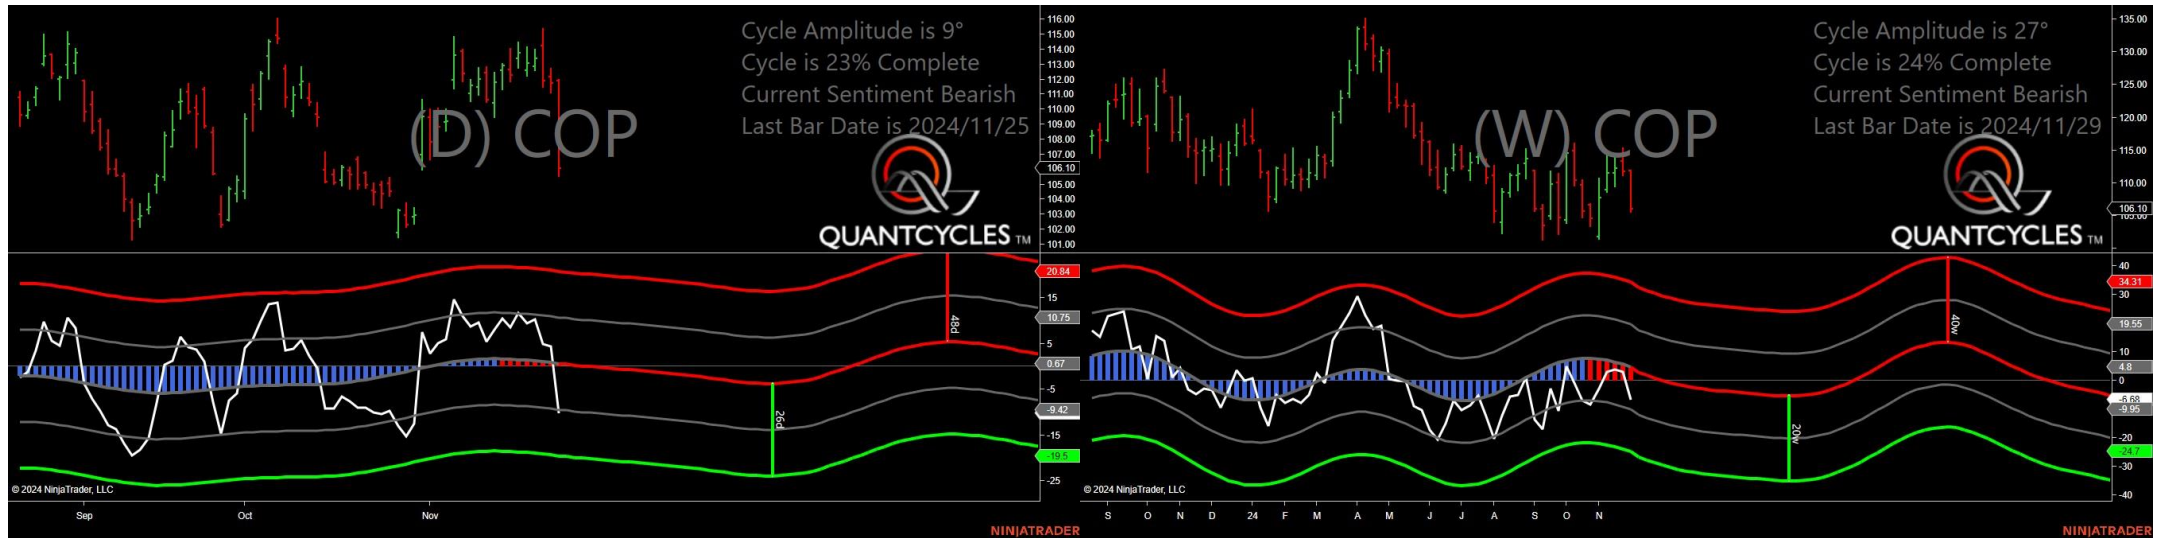 Cycle Amplitude is 9°
Cycle is 23% Complete
Current Sentiment Bearish
Last Bar Date is 2024/11/25
(D) COP
QUANTCYCLES TM
116.00
115.00
114.00
113.00
112.00
111.00
110.00
109.00
108.00
107.00
106.10
105.00
104.00
103.00
102.00
101.00
20.84
15
10.75
5
0.67
-5
-9.42
-15
-19.5
-25
48d
26d
© 2024 NinjaTrader, LLC
Sep
Oct
Nov
NINJATRADER
Cycle Amplitude is 27°
Cycle is 24% Complete
Current Sentiment Bearish
Last Bar Date is 2024/11/29
(W) COP
QUANTCYCLES TM
135.00
130.00
125.00
120.00
115.00
110.00
106.10
105.00
40
34.31
30
19.55
10
4.8
0
-6.68
-9.95
-20
-24.7
-30
-40
40w
20w
© 2024 NinjaTrader, LLC
S O N D 24 F M A M J J A S O N
NINJATRADER